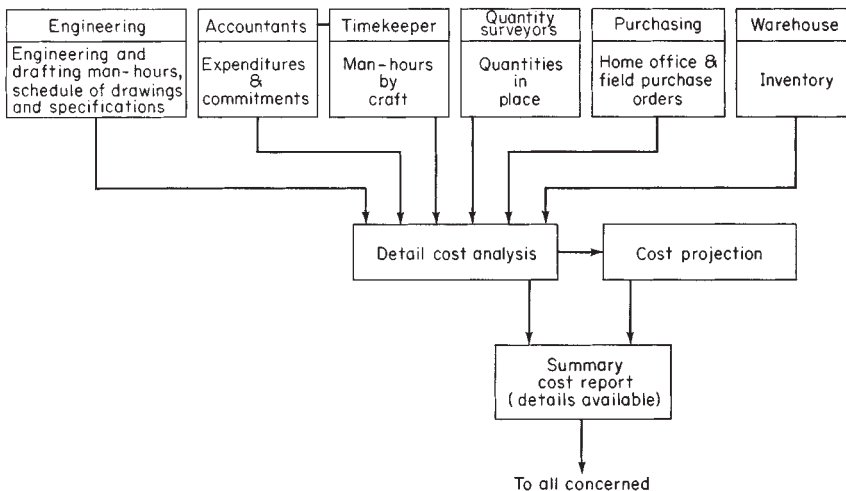 Engineering
Engineering and
drafting man-hours,
schedule of drawings
and specifications
Accountants
Expenditures
&
commitments
Timekeeper
Man-hours
by
craft
Quantity
surveyors
Quantities
in
place
Purchasing
Home office &
field purchase
orders
Warehouse
Inventory
Detail cost analysis
Cost projection
Summary
cost report
(details available)
To all concerned